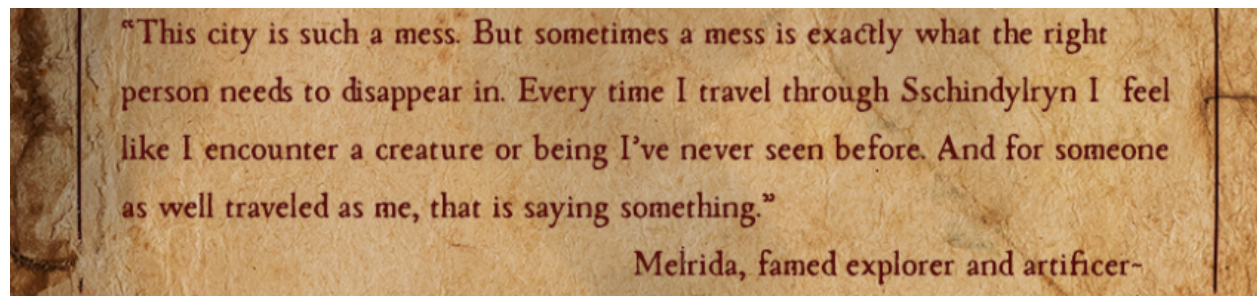 “This city is such a mess. But sometimes a mess is exactly what the right
person needs to disappear in. Every time I travel through Sschindylryn I feel
like I encounter a creature or being I’ve never seen before. And for someone
as well traveled as me, that is saying something.”
Melrida, famed explorer and artificer~